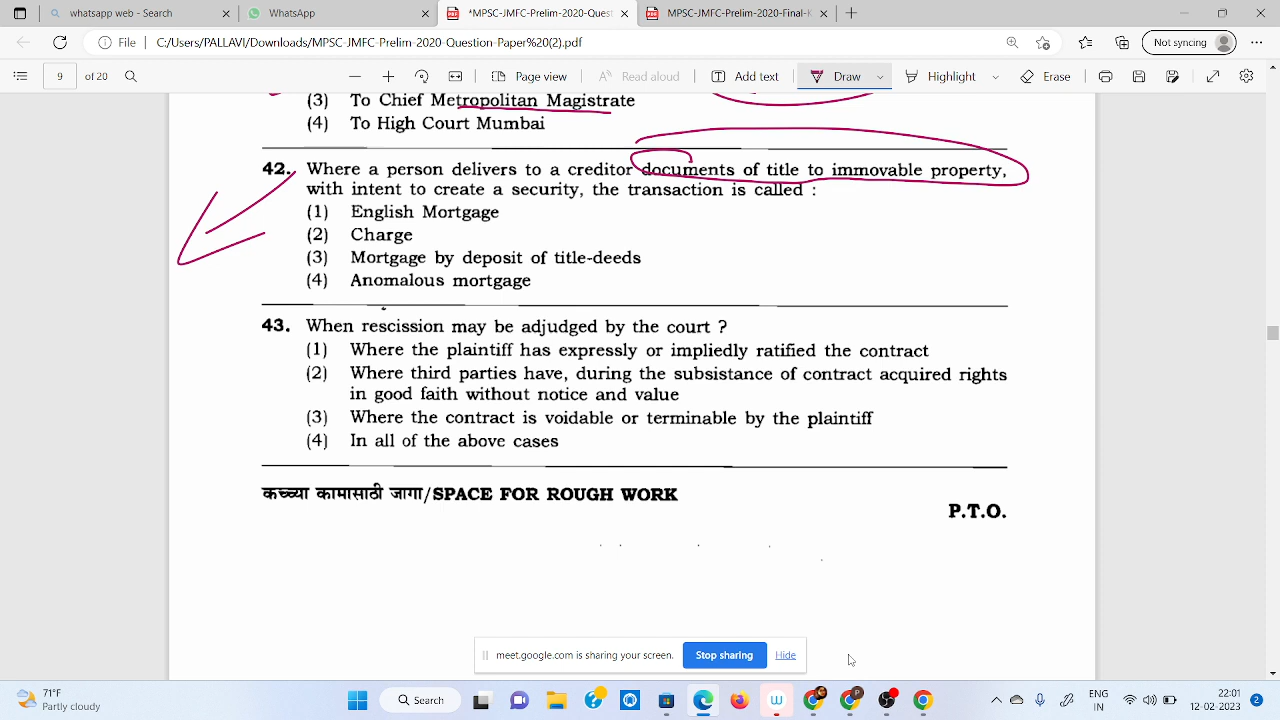 whatsapp web - Search
WhatsApp
*MPSC-JMFC-Prelim-2020-Questio
MPSC-JMFC-Prelim-2020-Final-K
File
C:/Users/PALLAVI/Downloads/MPSC JMFC-Prelim-2020-Question-Paper%20(2).pdf
Not syncing
9 of 20
Page view
Read aloud
Add text
Draw
Highlight
Erase
(3) To Chief Metropolitan Magistrate
(4) To High Court Mumbai
42. Where a person delivers to a creditor documents of title to immovable property,
with intent to create a security, the transaction is called :
(1) English Mortgage
(2) Charge
(3) Mortgage by deposit of title-deeds
(4) Anomalous mortgage
43. When rescission may be adjudged by the court ?
(1) Where the plaintiff has expressly or impliedly ratified the contract
(2) Where third parties have, during the subsistance of contract acquired rights
in good faith without notice and value
(3) Where the contract is voidable or terminable by the plaintiff
(4) In all of the above cases
कच्च्या कामासाठी जागा/SPACE FOR ROUGH WORK
P.T.O.
meet.google.com is sharing your screen.
Stop sharing
Hide
71°F
Partly cloudy
Search
ENG
IN
10:05
12-02-2023
2